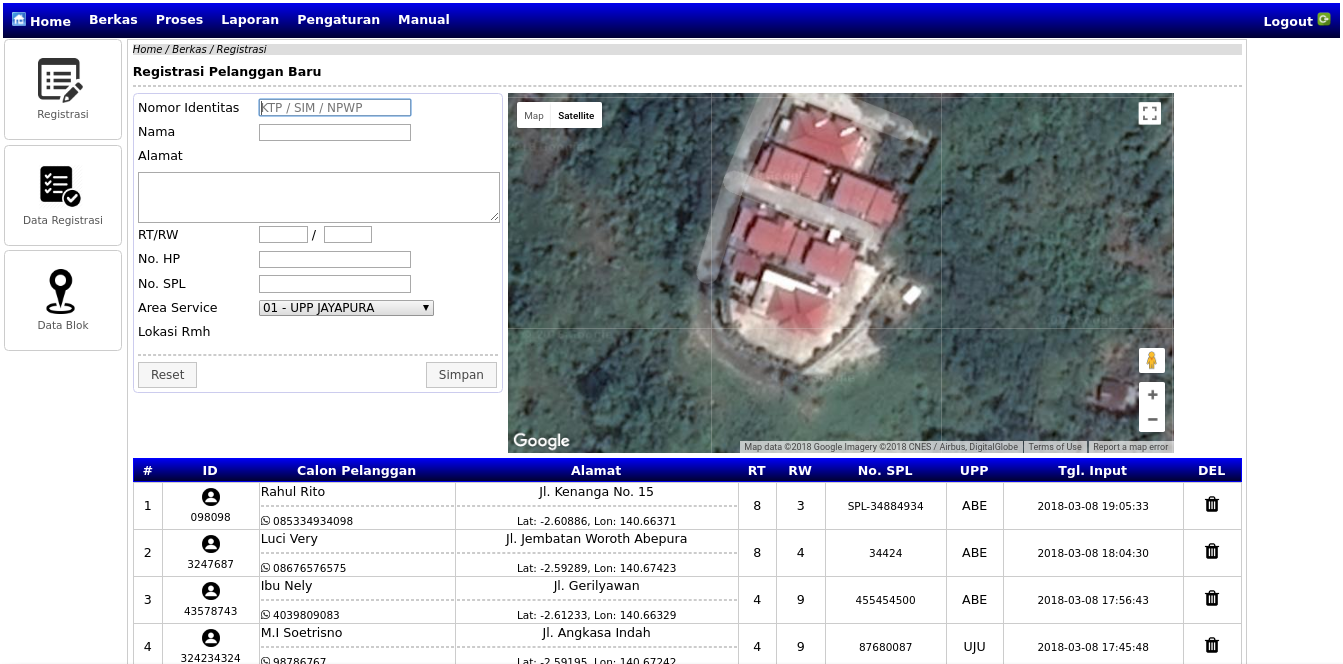 Home Berkas Proses Laporan Pengaturan Manual Logout
Home / Berkas / Registrasi
Registrasi Pelanggan Baru
Registrasi
Data Registrasi
Data Blok
Nomor Identitas KTP / SIM / NPWP
Nama
Alamat
RT/RW /
No. HP
No. SPL
Area Service 01 - UPP JAYAPURA
Lokasi Rmh
Reset Simpan
Map Satellite
Google
Map data ©2018 Google Imagery ©2018 CNES / Airbus, DigitalGlobe Terms of Use Report a map error
# ID Calon Pelanggan Alamat RT RW No. SPL UPP Tgl. Input DEL
Rahul Rito Jl. Kenanga No. 15
1 8 3 SPL-34884934 ABE 2018-03-08 19:05:33
098098 085334934098 Lat: -2.60886, Lon: 140.66371
Luci Very Jl. Jembatan Woroth Abepura
2 8 4 34424 ABE 2018-03-08 18:04:30
3247687 08676576575 Lat: -2.59289, Lon: 140.67423
Ibu Nely Jl. Gerilyawan
3 4 9 455454500 ABE 2018-03-08 17:56:43
43578743 4039809083 Lat: -2.61233, Lon: 140.66329
M.I Soetrisno Jl. Angkasa Indah
4 4 9 87680087 UJU 2018-03-08 17:45:48
324234324 98786767 Lat: -2.59195, Lon: 140.67242